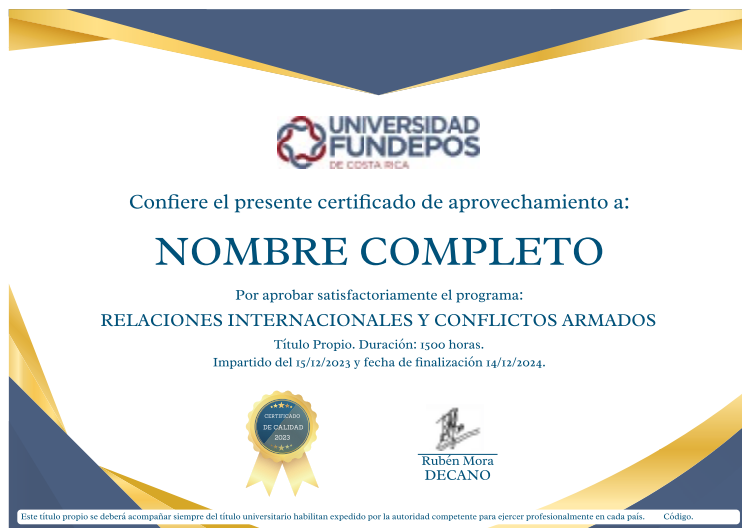 UNIVERSIDAD
FUNDEPOS
DE COSTA RICA
Confiere el presente certificado de aprovechamiento a:
NOMBRE COMPLETO
Por aprobar satisfactoriamente el programa:
RELACIONES INTERNACIONALES Y CONFLICTOS ARMADOS
Título Propio. Duración: 1500 horas.
Impartido del 15/12/2023 y fecha de finalización 14/12/2024.
CERTIFICADO
DE CALIDAD
2023
Rubén Mora
DECANO
Este título propio se deberá acompañar siempre del título universitario habilitan expedido por la autoridad competente para ejercer profesionalmente en cada país. Código.